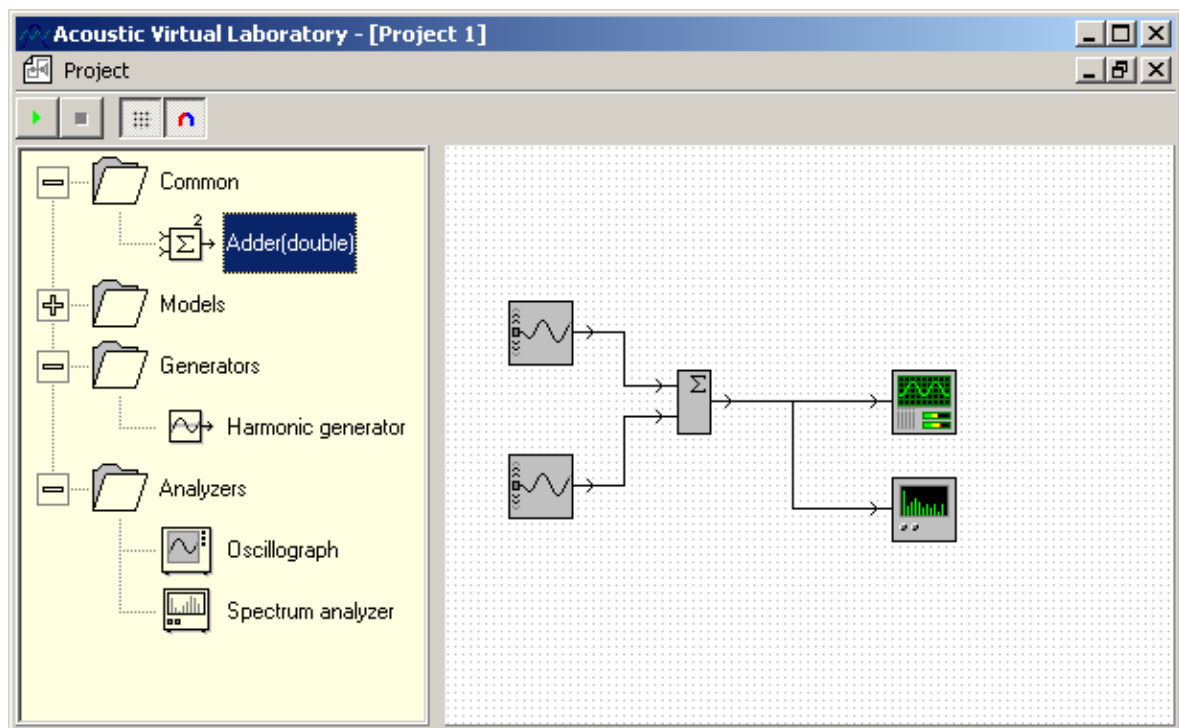 Acoustic Virtual Laboratory - [Project 1]
Project
Common
2
Σ
Adder(double)
Models
Generators
Harmonic generator
Analyzers
Oscillograph
Spectrum analyzer
Σ